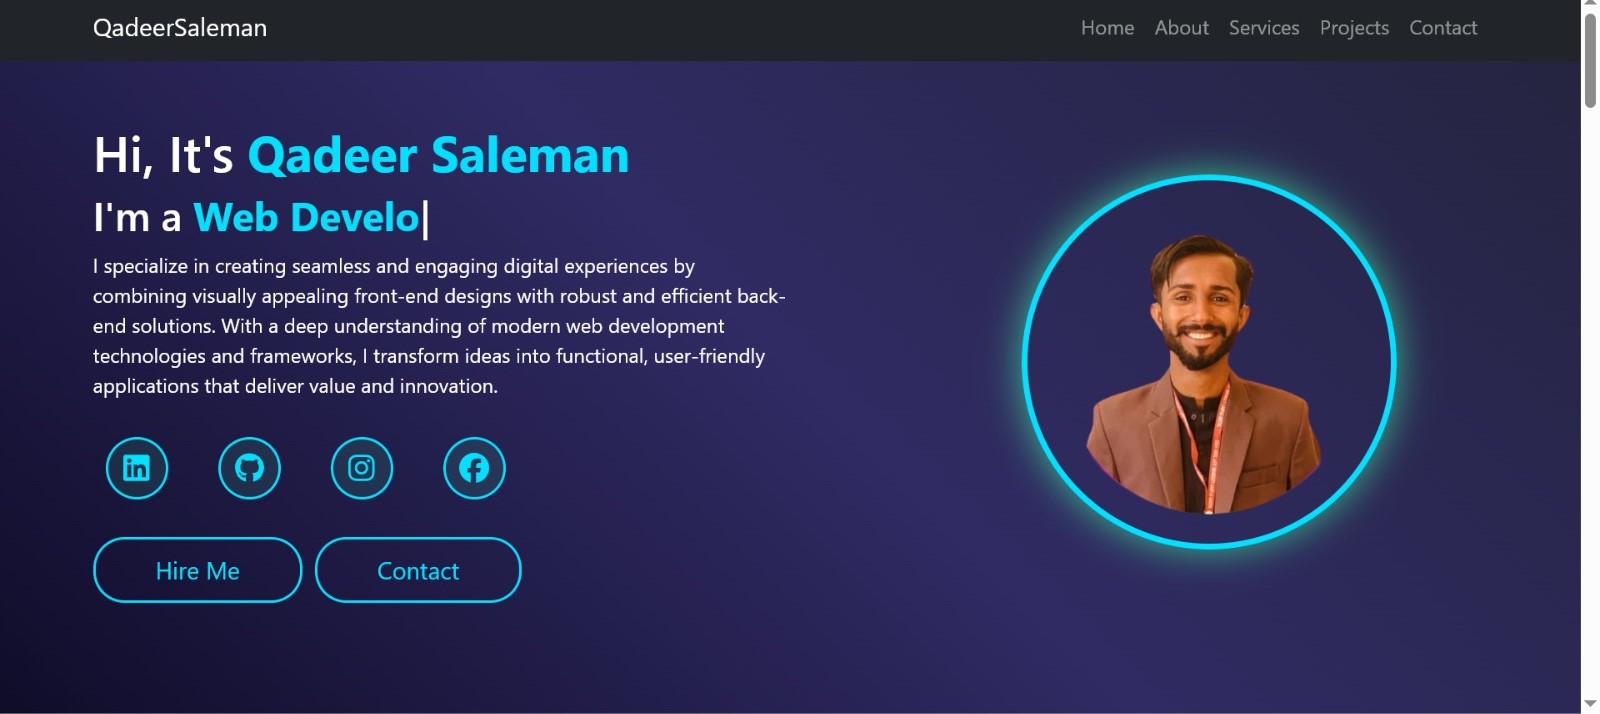 QadeerSaleman
Home About Services Projects Contact
Hi, It's Qadeer Saleman
I'm a Web Develo|
I specialize in creating seamless and engaging digital experiences by
combining visually appealing front-end designs with robust and efficient back-
end solutions. With a deep understanding of modern web development
technologies and frameworks, I transform ideas into functional, user-friendly
applications that deliver value and innovation.
in
Hire Me Contact